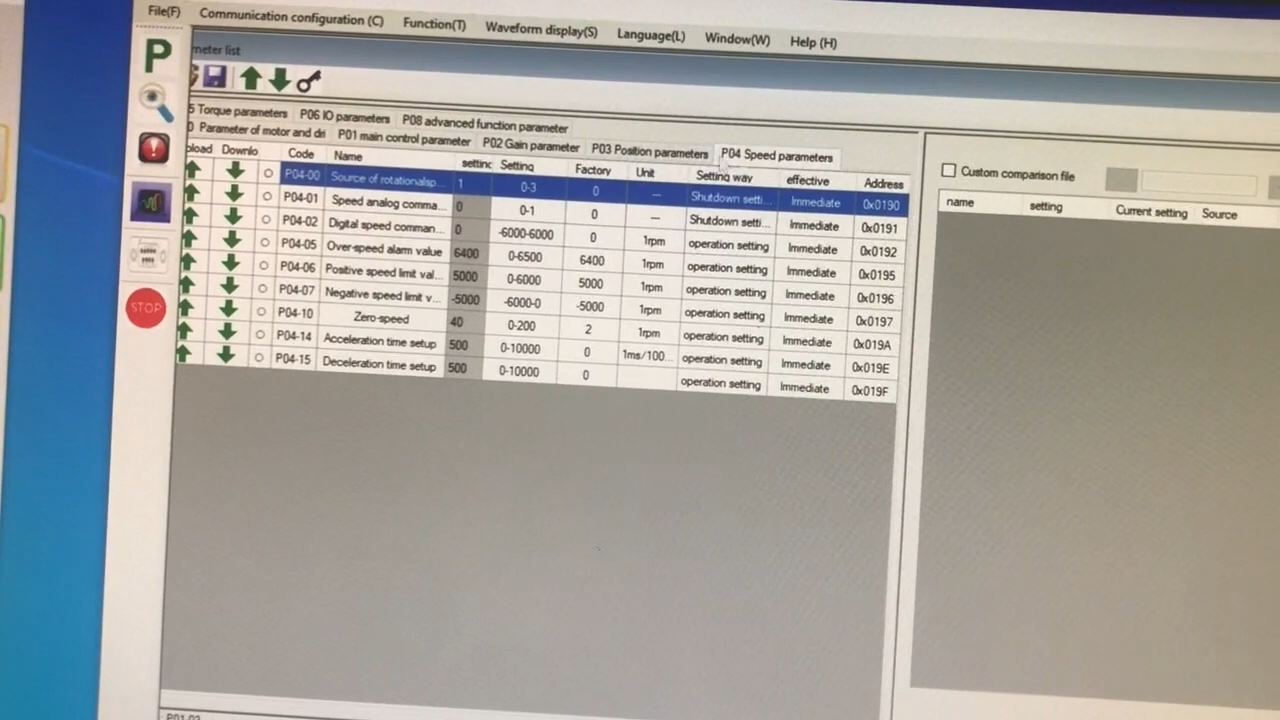 File(F) Communication configuration (C) Function(T) Waveform display(S) Language(L) Window(W) Help (H)
meter list
P
STOP
5 Torque parameters P06 IO parameters P08 advanced function parameter
0 Parameter of motor and dri P01 main control parameter P02 Gain parameter P03 Position parameters P04 Speed parameters
pload Downlo Code Name setting Setting Factory Unit Setting way effective Address
P04-00 Source of rotationalsp... 1 0-3 0 --- Shutdown setti... Immediate 0x0190
P04-01 Speed analog comma... 0 0-1 0 --- Shutdown setti... Immediate 0x0191
P04-02 Digital speed comman... 0 -6000-6000 0 1rpm operation setting Immediate 0x0192
P04-05 Over-speed alarm value 6400 0-6500 6400 1rpm operation setting Immediate 0x0195
P04-06 Positive speed limit val... 5000 0-6000 5000 1rpm operation setting Immediate 0x0196
P04-07 Negative speed limit v... -5000 -6000-0 -5000 1rpm operation setting Immediate 0x0197
P04-10 Zero-speed 40 0-200 2 1rpm operation setting Immediate 0x019A
P04-14 Acceleration time setup 500 0-10000 0 1ms/100... operation setting Immediate 0x019E
P04-15 Deceleration time setup 500 0-10000 0 operation setting Immediate 0x019F
Custom comparison file
name setting Current setting Source